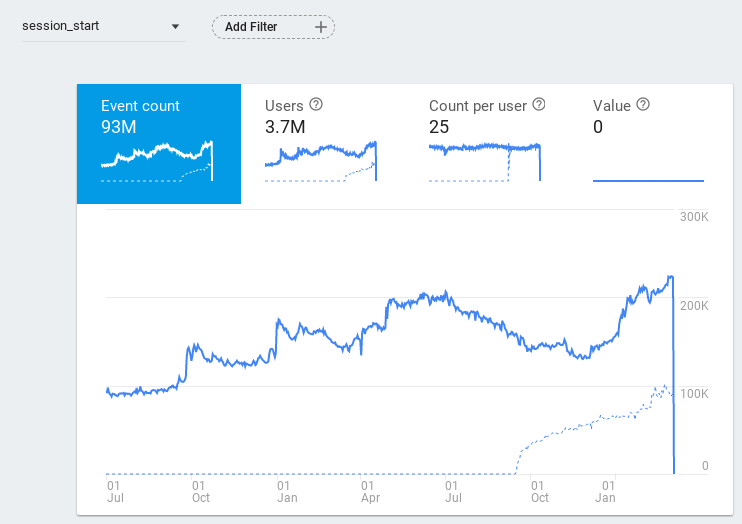 session_start
Add Filter
Event count
93M
Users
3.7M
Count per user
25
Value
0
300K
200K
100K
0
01 Jul
01 Oct
01 Jan
01 Apr
01 Jul
01 Oct
01 Jan